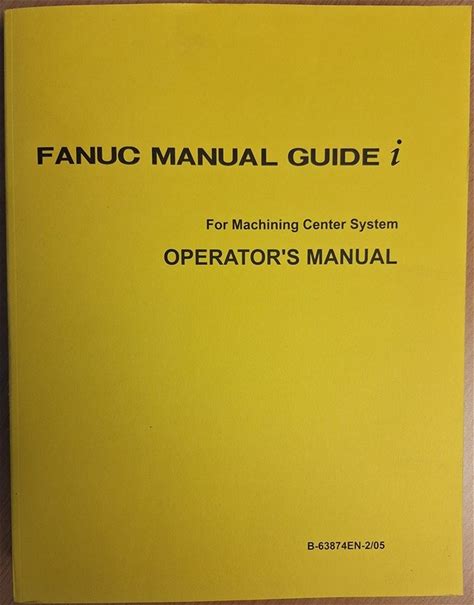 FANUC MANUAL GUIDE i
For Machining Center System
OPERATOR'S MANUAL
B-63874EN-2/05